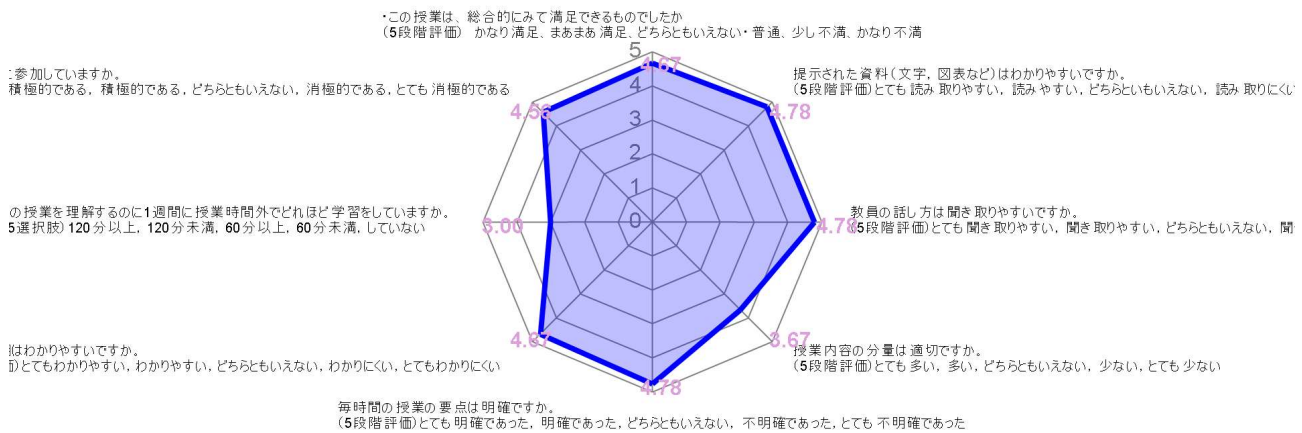 ・この授業は、総合的にみて満足できるものでしたか
(5段階評価) かなり満足、まあまあ満足、どちらともいえない・普通、少し不満、かなり不満
5
4.67
に参加していますか。
積極的である, 積極的である, どちらともいえない, 消極的である, とても消極的である
提示された資料(文字, 図表など)はわかりやすいですか。
(5段階評価)とても読み取りやすい, 読みやすい, どちらといもいえない, 読み取りにくい
4.56
4
4.78
3
2
1
の授業を理解するのに1週間に授業時間外でどれほど学習をしていますか。
5選択肢) 120分以上, 120分未満, 60分以上, 60分未満, していない
3.00
0
教員の話し方は聞き取りやすいですか。
4.78
(5段階評価)とても聞き取りやすい, 聞き取りやすい, どちらともいえない, 聞
4.67
3.67
はわかりやすいですか。
)とてもわかりやすい, わかりやすい, どちらともいえない, わかりにくい, とてもわかりにくい
授業内容の分量は適切ですか。
(5段階評価)とても多い, 多い, どちらともいえない, 少ない, とても少ない
4.78
毎時間の授業の要点は明確ですか。
(5段階評価)とても明確であった, 明確であった, どちらともいえない, 不明確であった, とても不明確であった